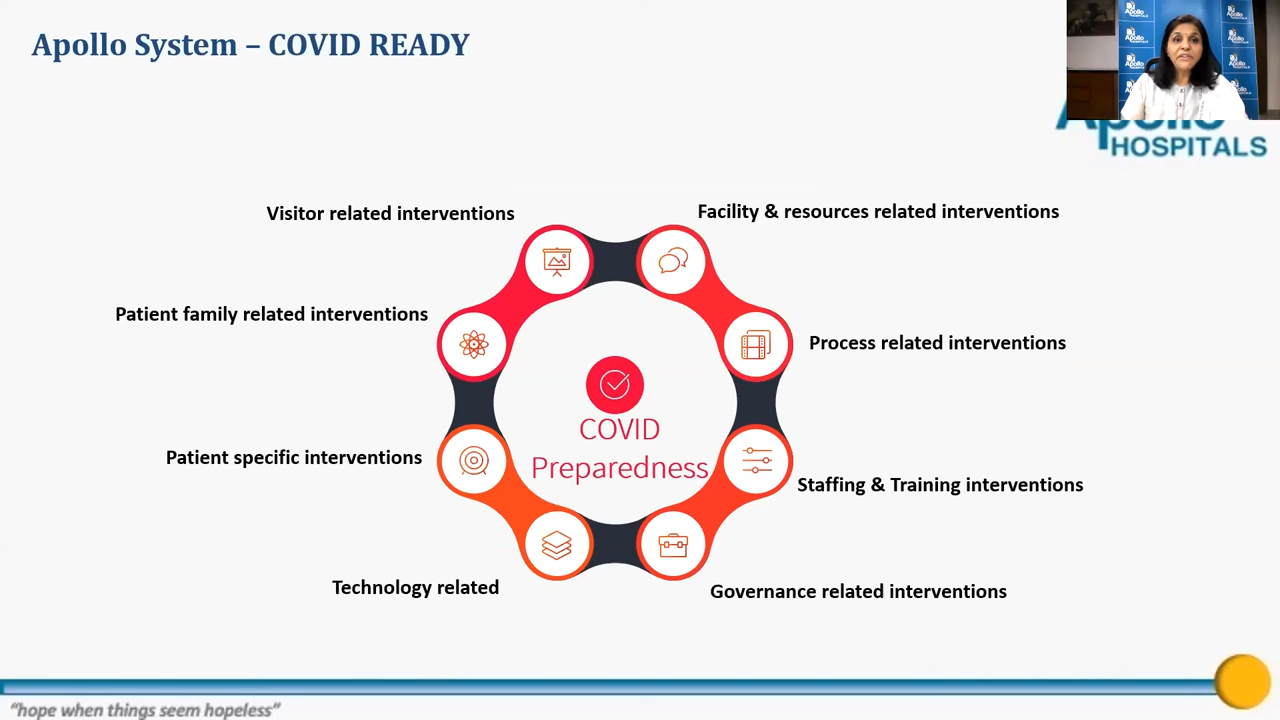 Apollo System – COVID READY
Apollo
HOSPITALS
Visitor related interventions
Facility & resources related interventions
Patient family related interventions
Process related interventions
COVID
Preparedness
Patient specific interventions
Staffing & Training interventions
Technology related
Governance related interventions
“hope when things seem hopeless”